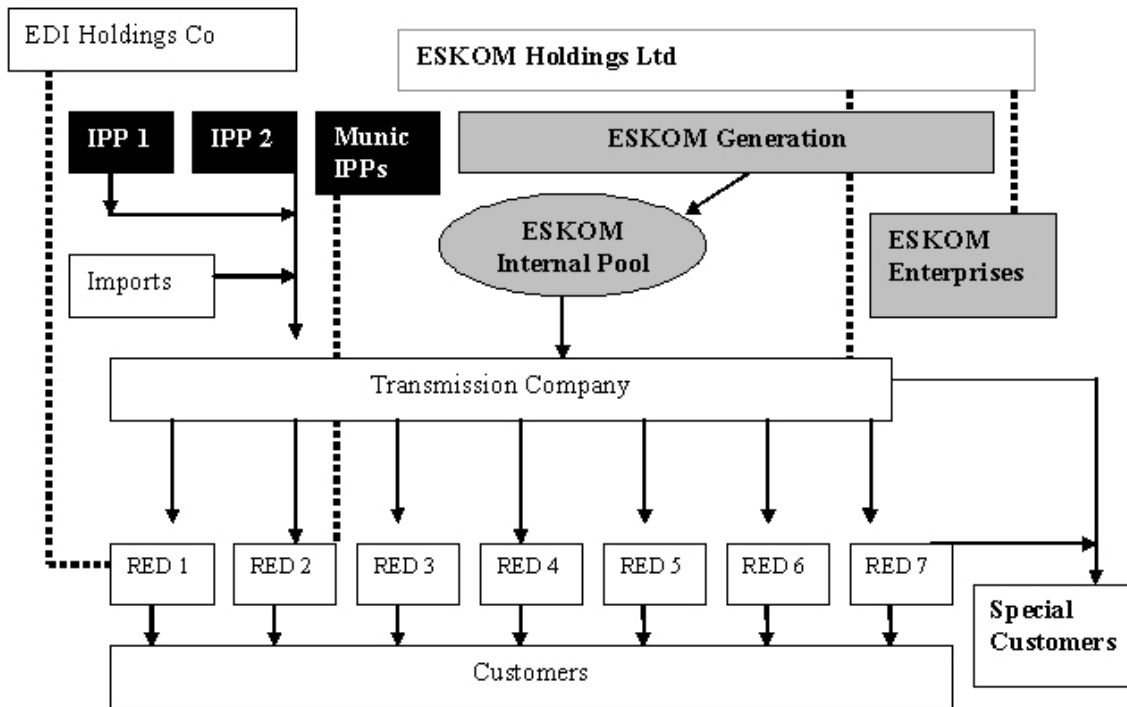 EDI Holdings Co
ESKOM Holdings Ltd
IPP 1
IPP 2
Munic
IPPs
ESKOM Generation
ESKOM
Internal Pool
ESKOM
Enterprises
Imports
Transmission Company
RED 1
RED 2
RED 3
RED 4
RED 5
RED 6
RED 7
Special
Customers
Customers